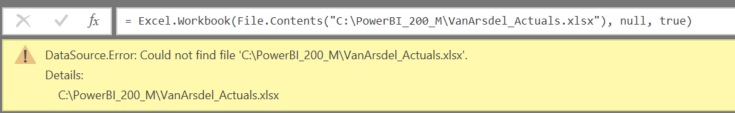 fx = Excel.Workbook(File.Contents("C:\PowerBI_200_M\VanArsdel_Actuals.xlsx"), null, true)
DataSource.Error: Could not find file 'C:\PowerBI_200_M\VanArsdel_Actuals.xlsx'.
Details:
C:\PowerBI_200_M\VanArsdel_Actuals.xlsx